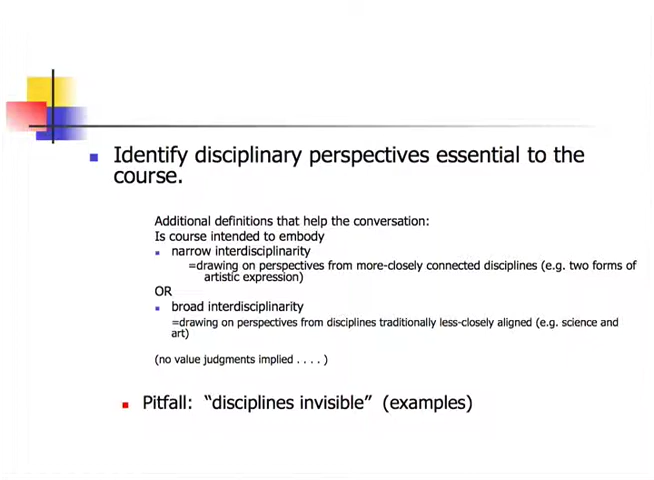 Identify disciplinary perspectives essential to the
course.
Additional definitions that help the conversation:
Is course intended to embody
narrow interdisciplinarity
=drawing on perspectives from more-closely connected disciplines (e.g. two forms of
artistic expression)
OR
broad interdisciplinarity
=drawing on perspectives from disciplines traditionally less-closely aligned (e.g. science and
art)
(no value judgments implied . . . . )
Pitfall: “disciplines invisible” (examples)